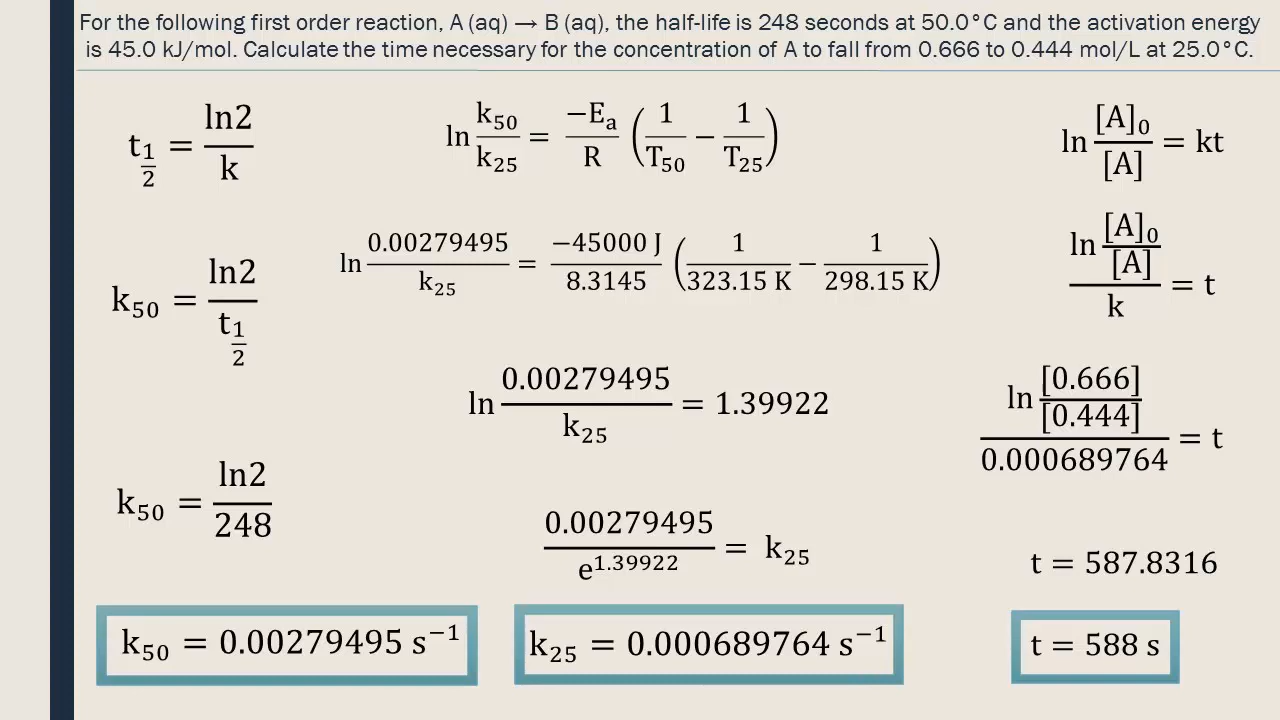 For the following first order reaction, A (aq) → B (aq), the half-life is 248 seconds at 50.0°C and the activation energy
is 45.0 kJ/mol. Calculate the time necessary for the concentration of A to fall from 0.666 to 0.444 mol/L at 25.0°C.
t_{1/2} = ln2/k
k₅₀ = ln2/t_{1/2}
k₅₀ = ln2/248
k₅₀ = 0.00279495 s⁻¹
ln k₅₀/k₂₅ = −Eₐ/R (1/T₅₀ − 1/T₂₅)
ln 0.00279495/k₂₅ = −45000 J/8.3145 (1/323.15 K − 1/298.15 K)
ln 0.00279495/k₂₅ = 1.39922
0.00279495/e^{1.39922} = k₂₅
k₂₅ = 0.000689764 s⁻¹
ln [A]₀/[A] = kt
(ln [A]₀/[A])/k = t
(ln [0.666]/[0.444])/0.000689764 = t
t = 587.8316
t = 588 s